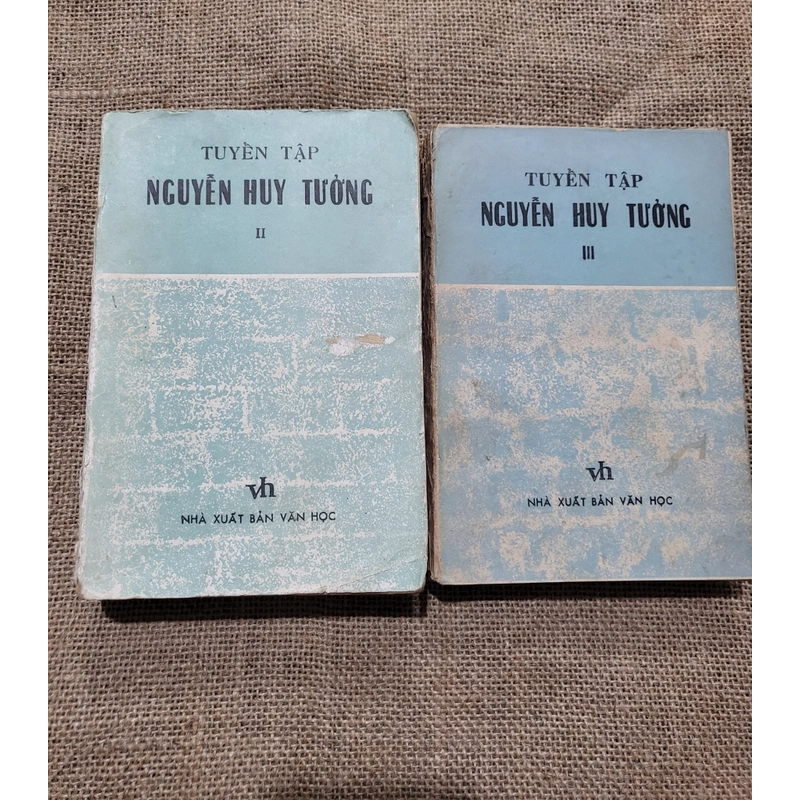 TUYỂN TẬP
NGUYỄN HUY TƯỞNG
II
vh
NHÀ XUẤT BẢN VĂN HỌC
TUYỂN TẬP
NGUYỄN HUY TƯỞNG
III
vh
NHÀ XUẤT BẢN VĂN HỌC